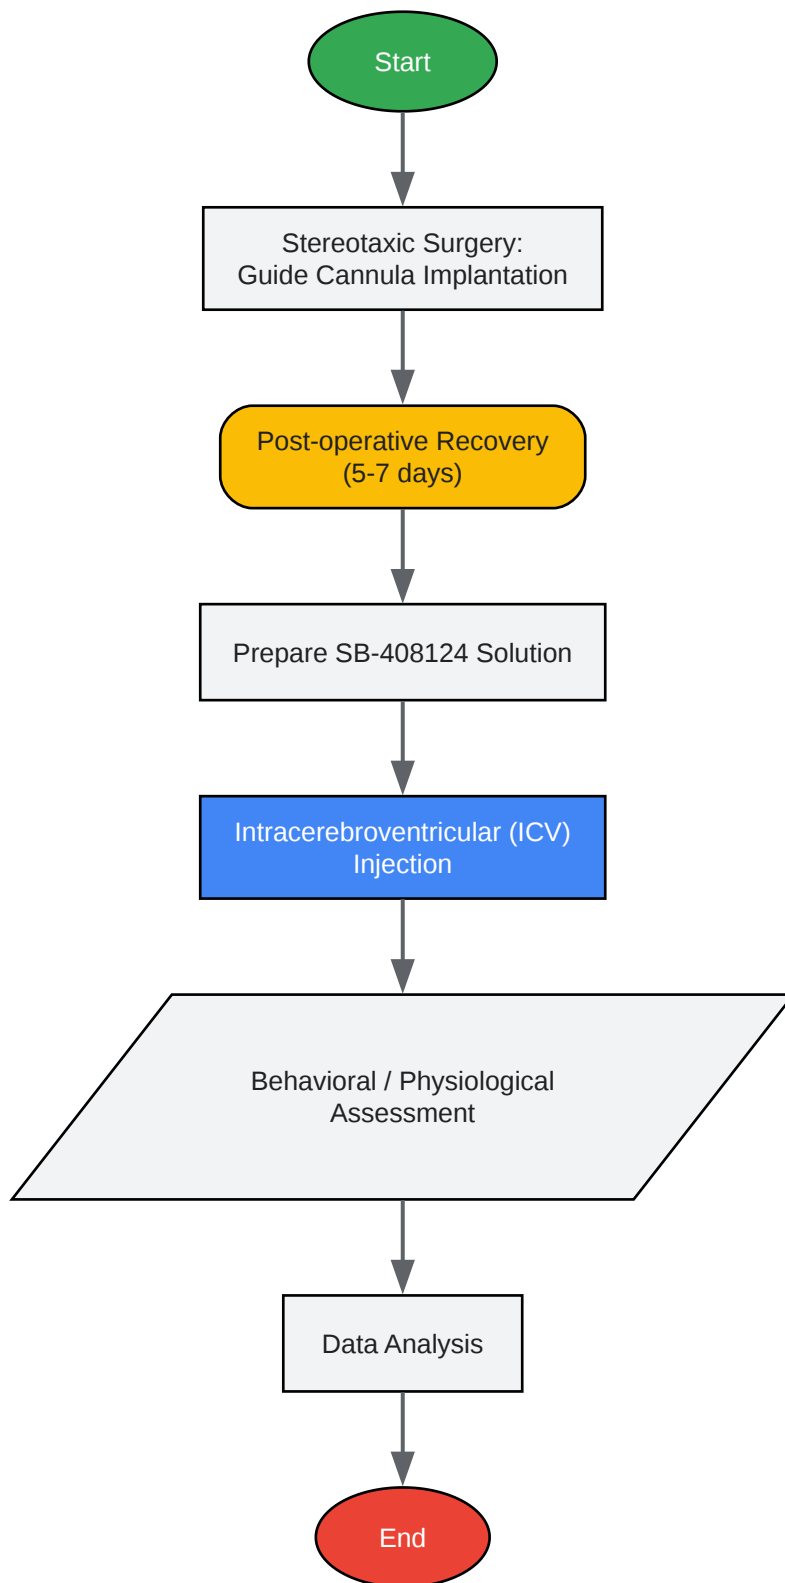 Start
Stereotaxic Surgery:
Guide Cannula Implantation
Post-operative Recovery
(5-7 days)
Prepare SB-408124 Solution
Intracerebroventricular (ICV)
Injection
Behavioral / Physiological
Assessment
Data Analysis
End